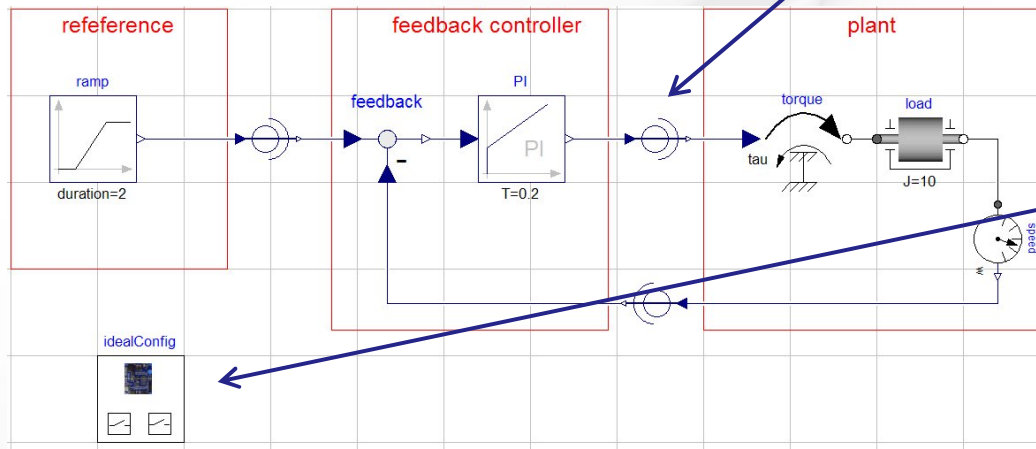 refeference
feedback controller
plant
ramp
duration=2
feedback
-
PI
PI
T=0.2
torque
tau
load
J=10
speed
w
idealConfig